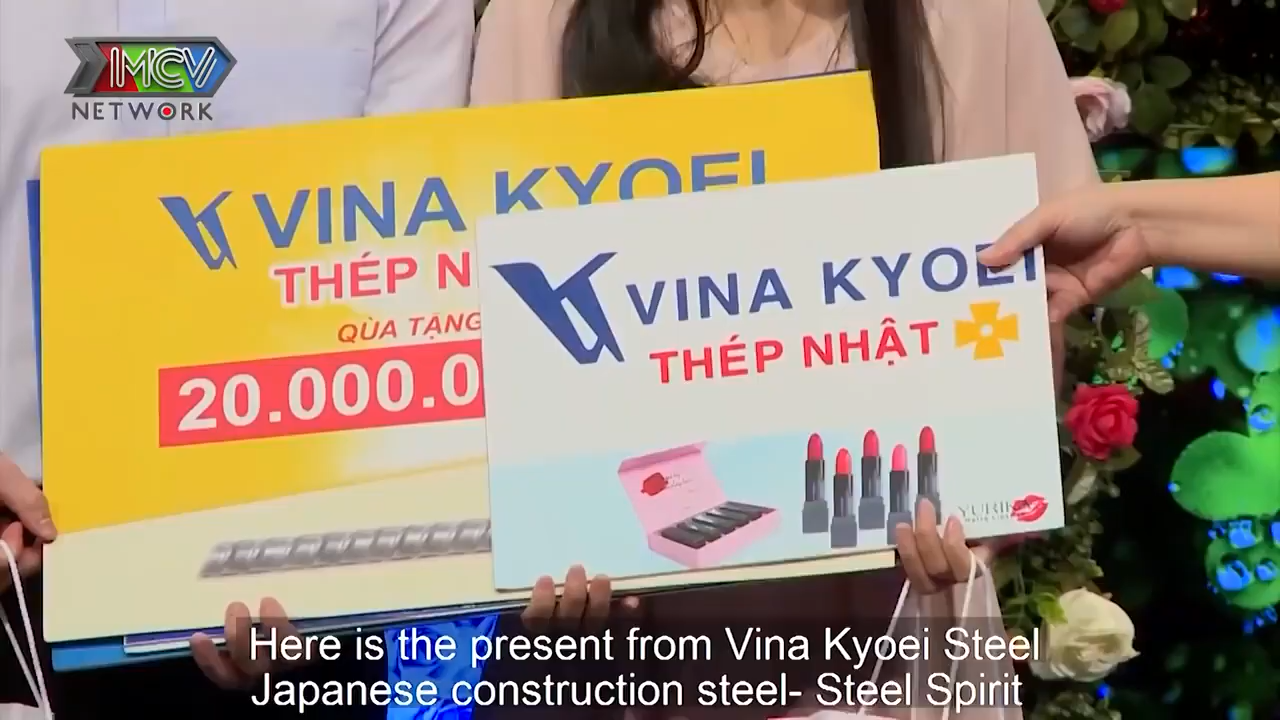 MCV
NETWORK
VINA KYOEI
THÉP N
QÙA TẶNG
20.000.0
VINA KYOEI
THÉP NHẬT
YURIKA
Here is the present from Vina Kyoei Steel
Japanese construction steel- Steel Spirit